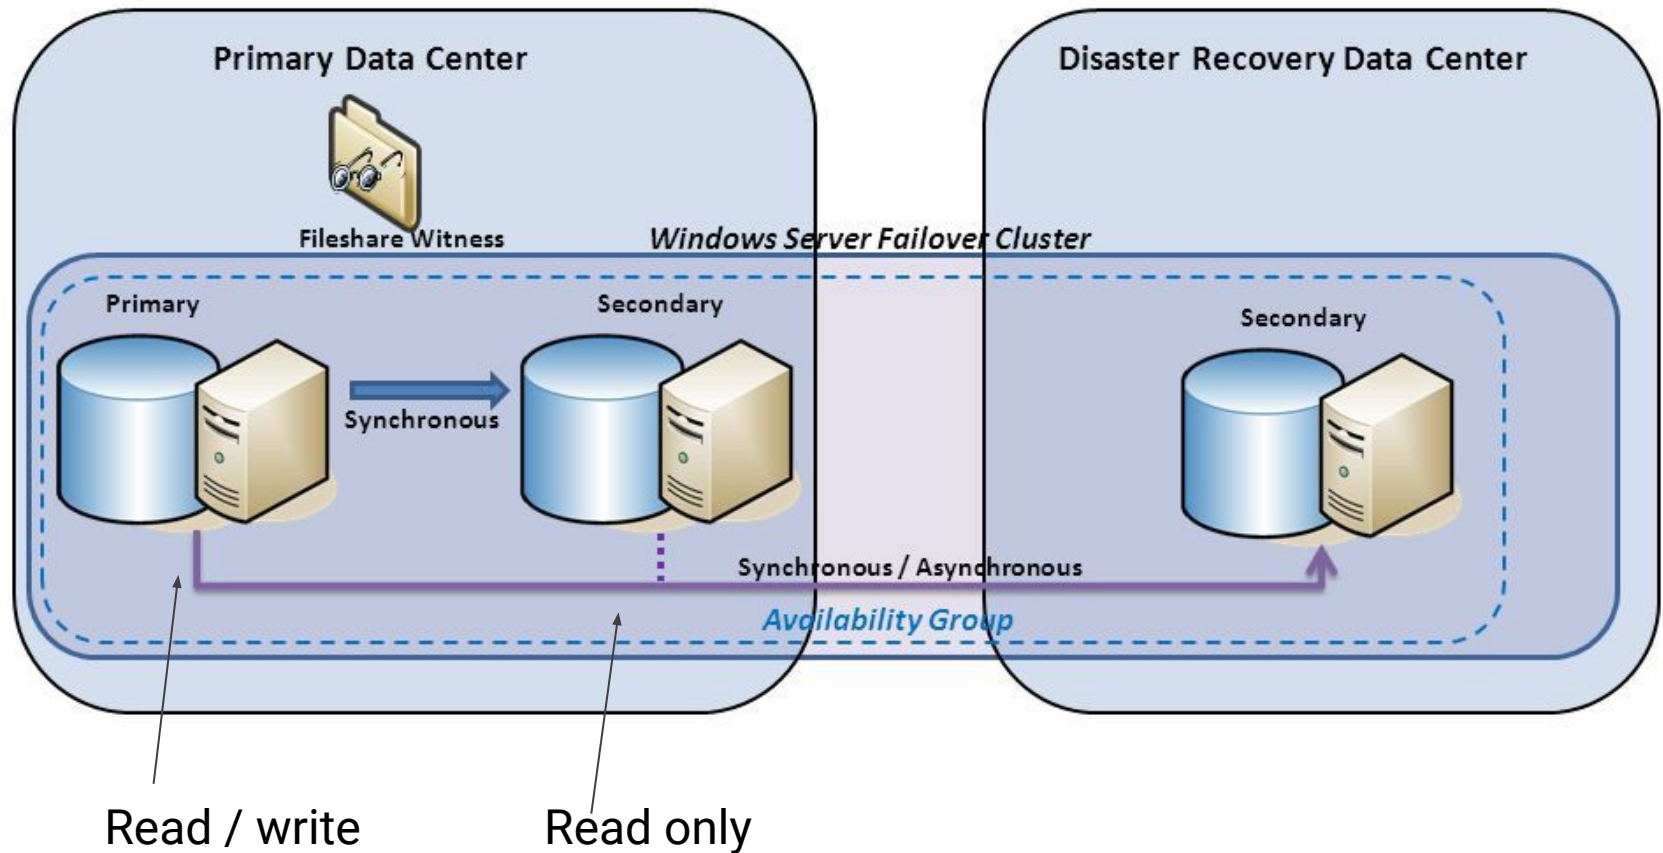 Primary Data Center
Disaster Recovery Data Center
Fileshare Witness
Windows Server Failover Cluster
Primary
Secondary
Secondary
Synchronous
Synchronous / Asynchronous
Availability Group
Read / write
Read only